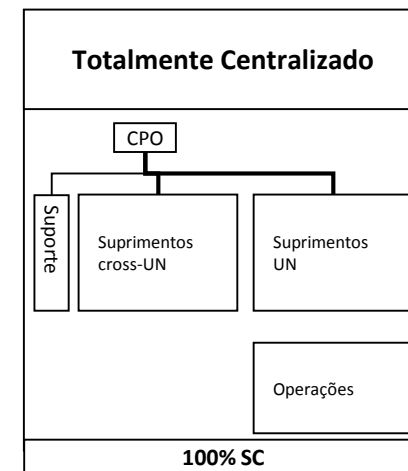 Totalmente Centralizado
CPO
Suporte
Suprimentos
cross-UN
Suprimentos
UN
Operações
100% SC